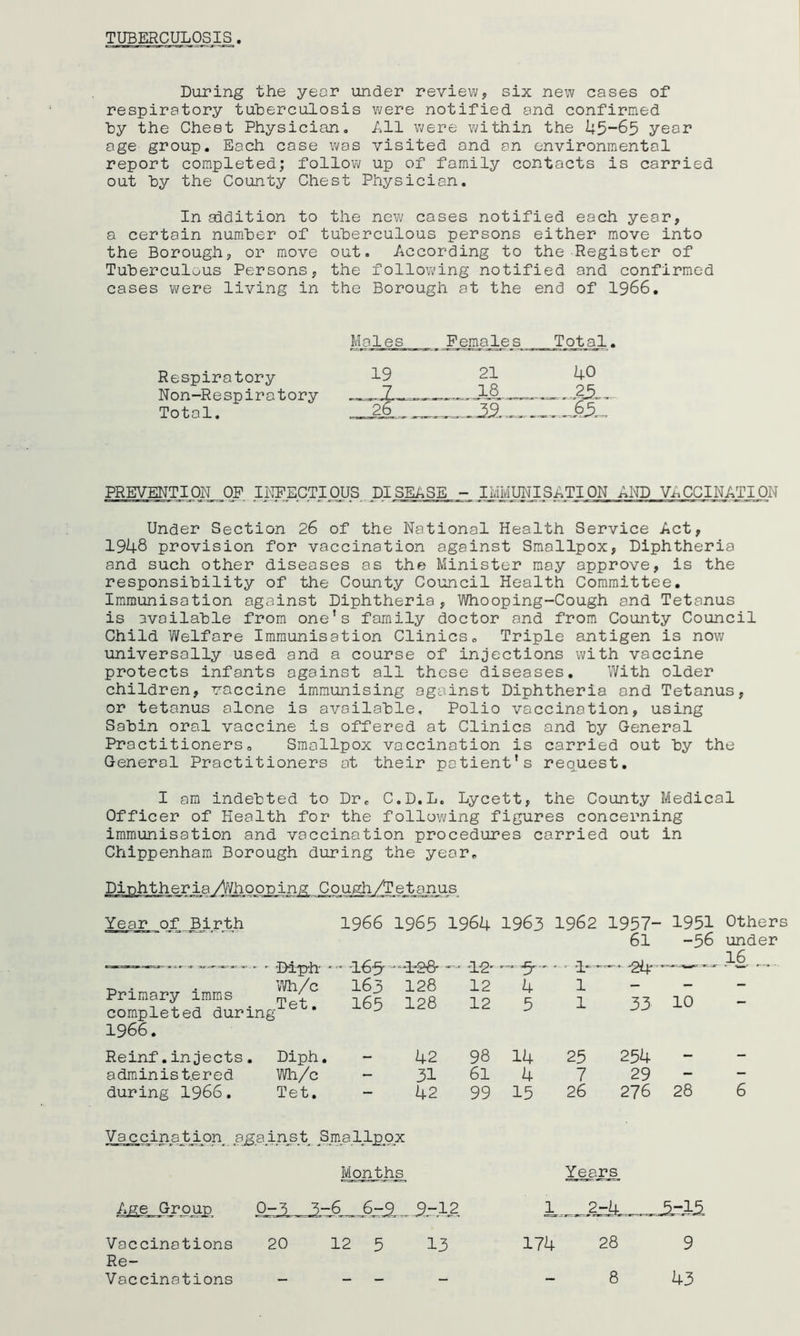 TUBERCULOSIS.
During the year under review, six new cases of
respiratory tuberculosis were notified and confirmed
by the Chest Physician. All were within the 45-65 year
age group. Each case was visited and an environmental
report completed; follow up of family contacts is carried
out by the County Chest Physician.
In addition to the new cases notified each year,
a certain number of tuberculous persons either move into
the Borough, or move out. According to the Register of
Tuberculous Persons, the following notified and confirmed
cases were living in the Borough at the end of 1966.
Males Females Total.
Respiratory 19 21 40
Non-Respiratory 7 18 25
Total. 26 39 65
PREVENTION OF INFECTIOUS DISEASE - IMMUNISATION AND VACCINATION
Under Section 26 of the National Health Service Act,
1948 provision for vaccination against Smallpox, Diphtheria
and such other diseases as the Minister may approve, is the
responsibility of the County Council Health Committee.
Immunisation against Diphtheria, Whooping-Cough and Tetanus
is available from one's family doctor and from County Council
Child Welfare Immunisation Clinics. Triple antigen is now
universally used and a course of injections with vaccine
protects infants against all these diseases. With older
children, vaccine immunising against Diphtheria and Tetanus,
or tetanus alone is available. Polio vaccination, using
Sabin oral vaccine is offered at Clinics and by General
Practitioners. Smallpox vaccination is carried out by the
General Practitioners at their patient's request.
I am indebted to Dr. C.D.L. Lycett, the County Medical
Officer of Health for the following figures concerning
immunisation and vaccination procedures carried out in
Chippenham Borough during the year.
Diphtheria/Whooping Cough/Tetanus
Year of Birth 1966 1965 1964 1963 1962 1957- 1951 Others
61 -56 under
16
Diph 165 128 12 5 1 24 - -
Primary imms Wh/c 163 128 12 4 1 - - -
completed during Tet. 165 128 12 5 1 33 10 -
1966.
Reinf.injects. Diph. - 42 98 14 25 254 - -
administered Wh/c - 31 61 4 7 29 - -
during 1966. Tet. - 42 99 15 26 276 28 6
Vaccination against Smallpox
Months Years
Age Group 0-3 3-6 6-9 9-12 1 2-4 5-15
Vaccinations 20 12 5 13 174 28 9
Re-
Vaccinations - - - - - 8 43